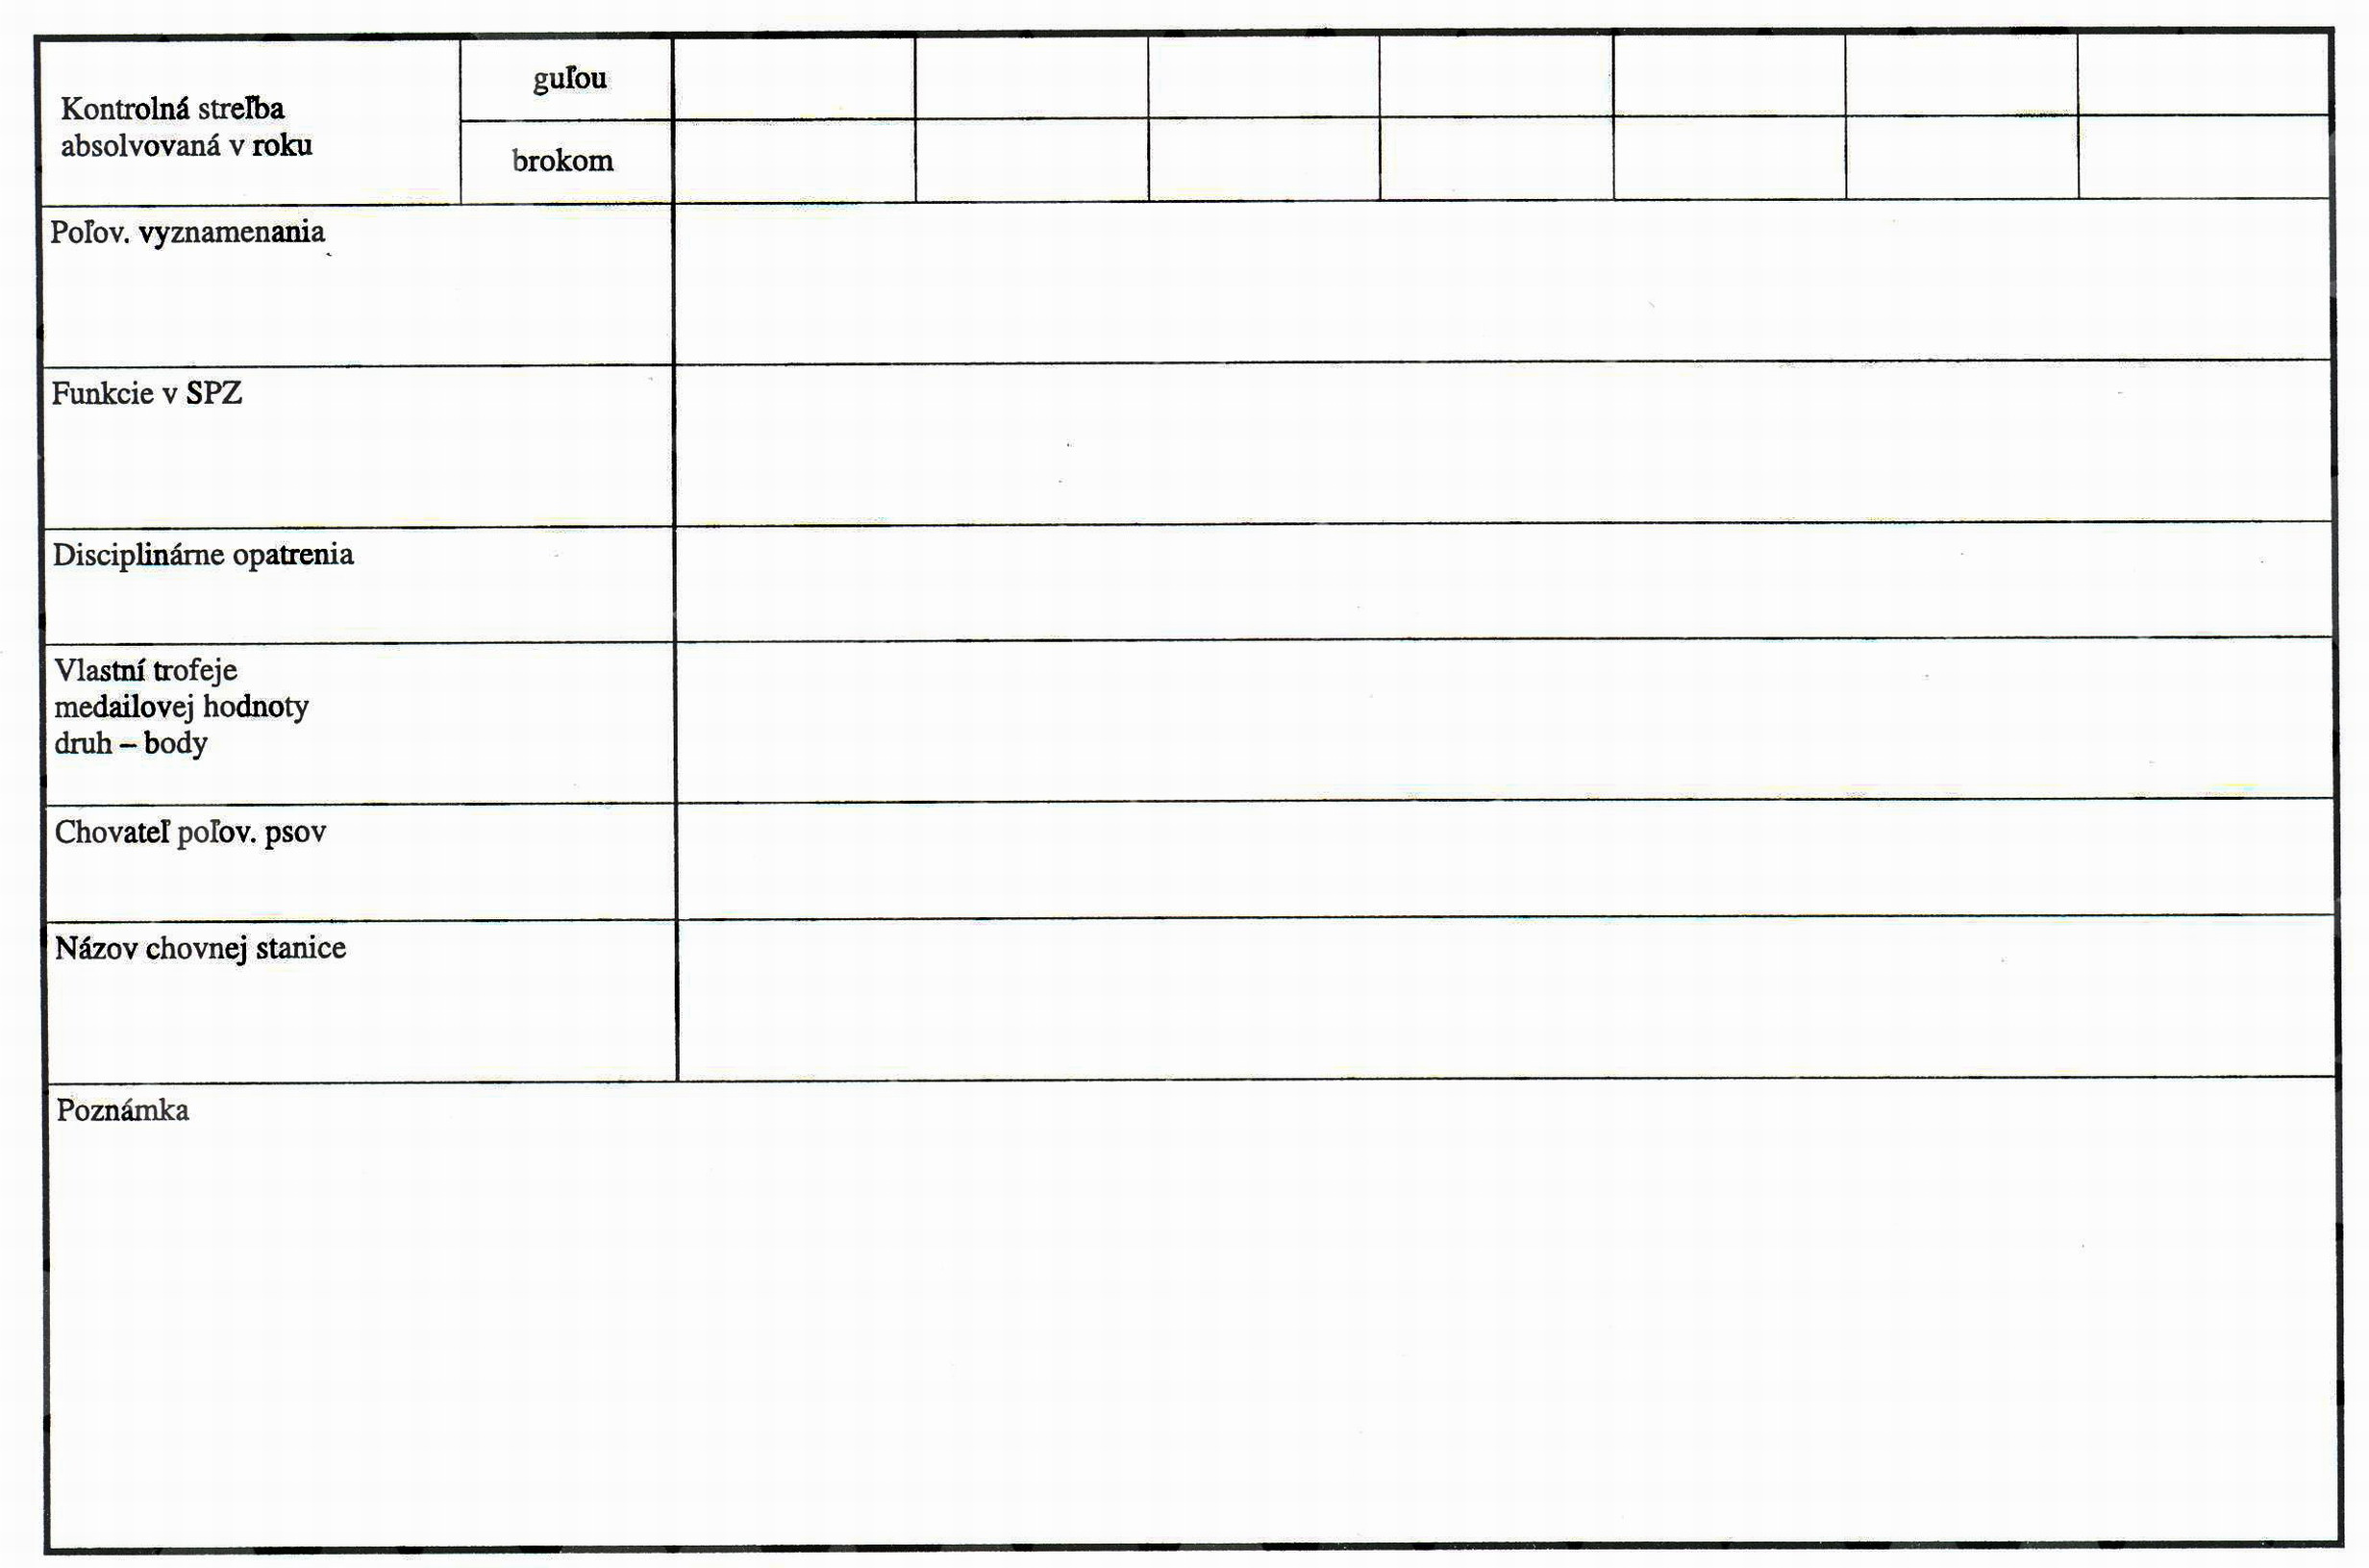 Kontrolná streľba
absolvovaná v roku
guľou
brokom
Poľov. vyznamenania
Funkcie v SPZ
Disciplinárne opatrenia
Vlastní trofeje
medailovej hodnoty
druh – body
Chovateľ poľov. psov
Názov chovnej stanice
Poznámka